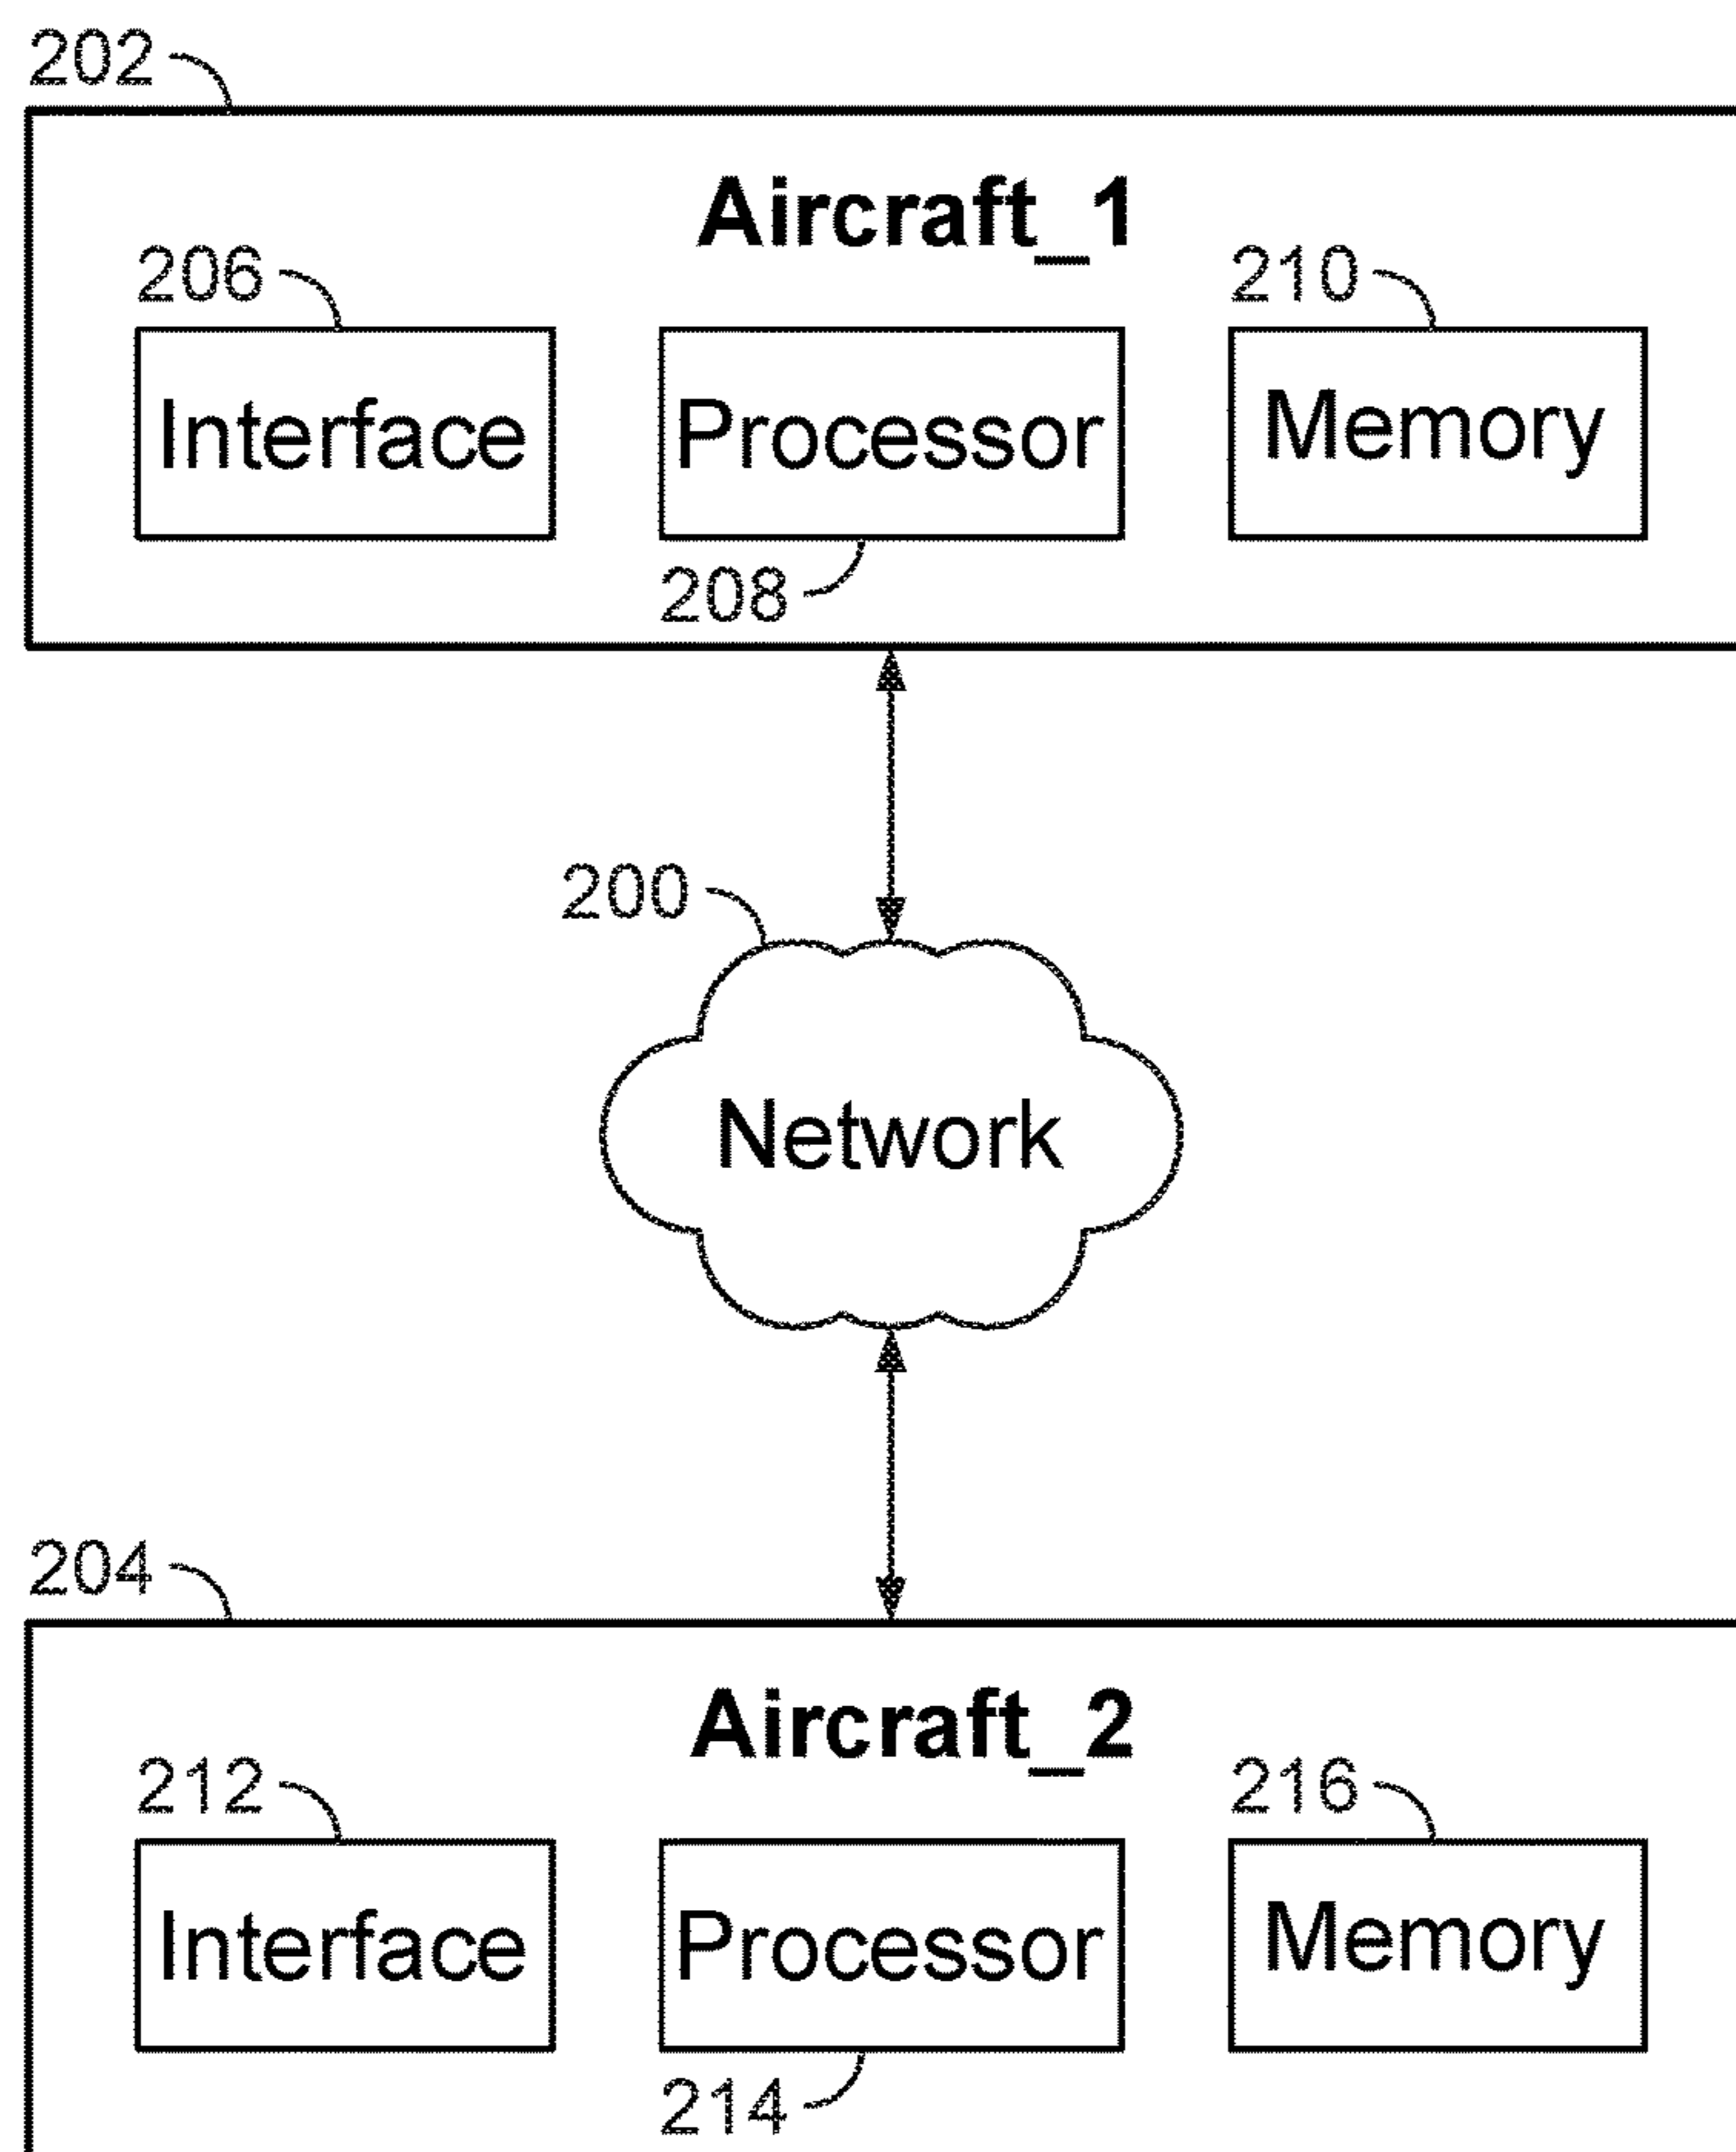 202
Aircraft_1
206
210
Interface
Processor
Memory
208
200
Network
204
Aircraft_2
212
216
Interface
Processor
Memory
214